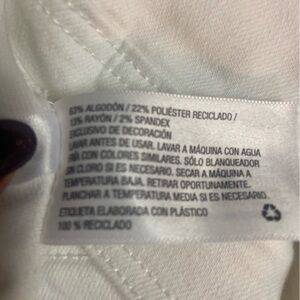 63% ALGODÓN / 22% POLIÉSTER RECICLADO /
13% RAYÓN / 2% SPANDEX
EXCLUSIVO DE DECORACIÓN
LAVAR ANTES DE USAR. LAVAR A MÁQUINA CON AGUA
FRÍA CON COLORES SIMILARES. SÓLO BLANQUEADOR
SIN CLORO SI ES NECESARIO. SECAR A MÁQUINA A
TEMPERATURA BAJA. RETIRAR OPORTUNAMENTE.
PLANCHAR A TEMPERATURA MEDIA SI ES NECESARIO.
ETIQUETA ELABORADA CON PLÁSTICO
100 % RECICLADO